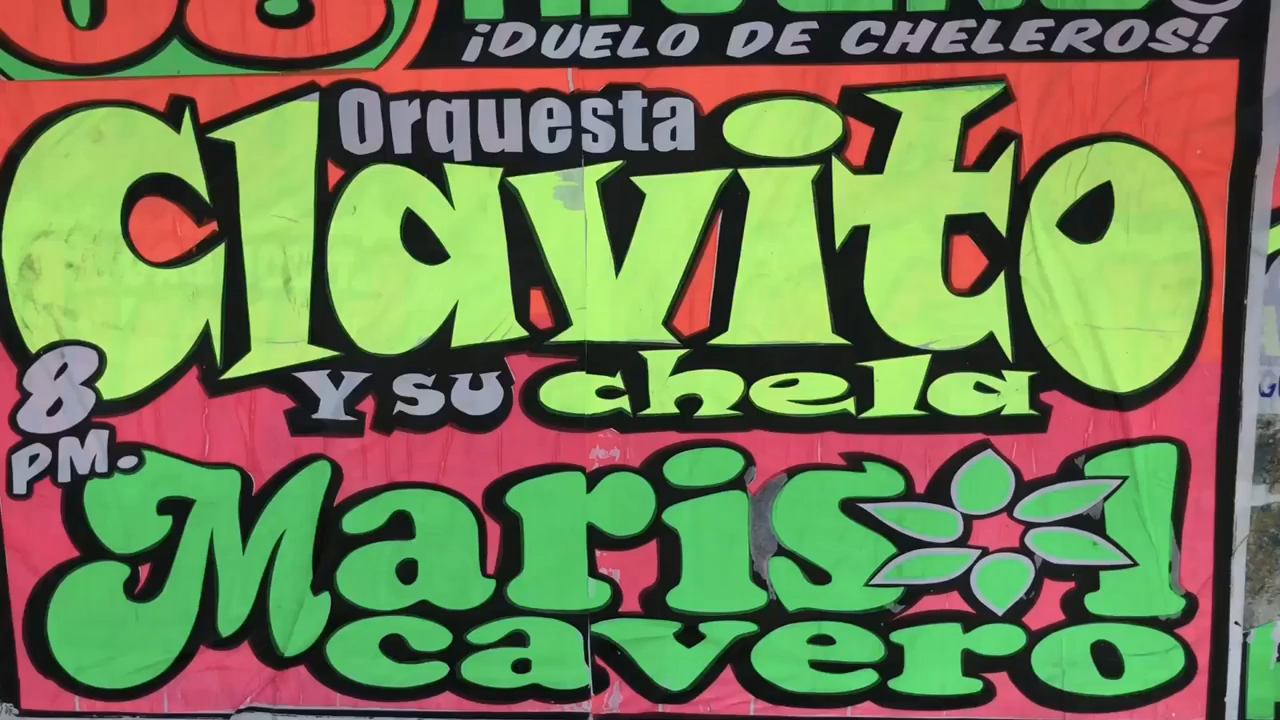 ¡DUELO DE CHELEROS!
Orquesta
Clavito
Y SU chela
8
PM.
Marisol
cavero